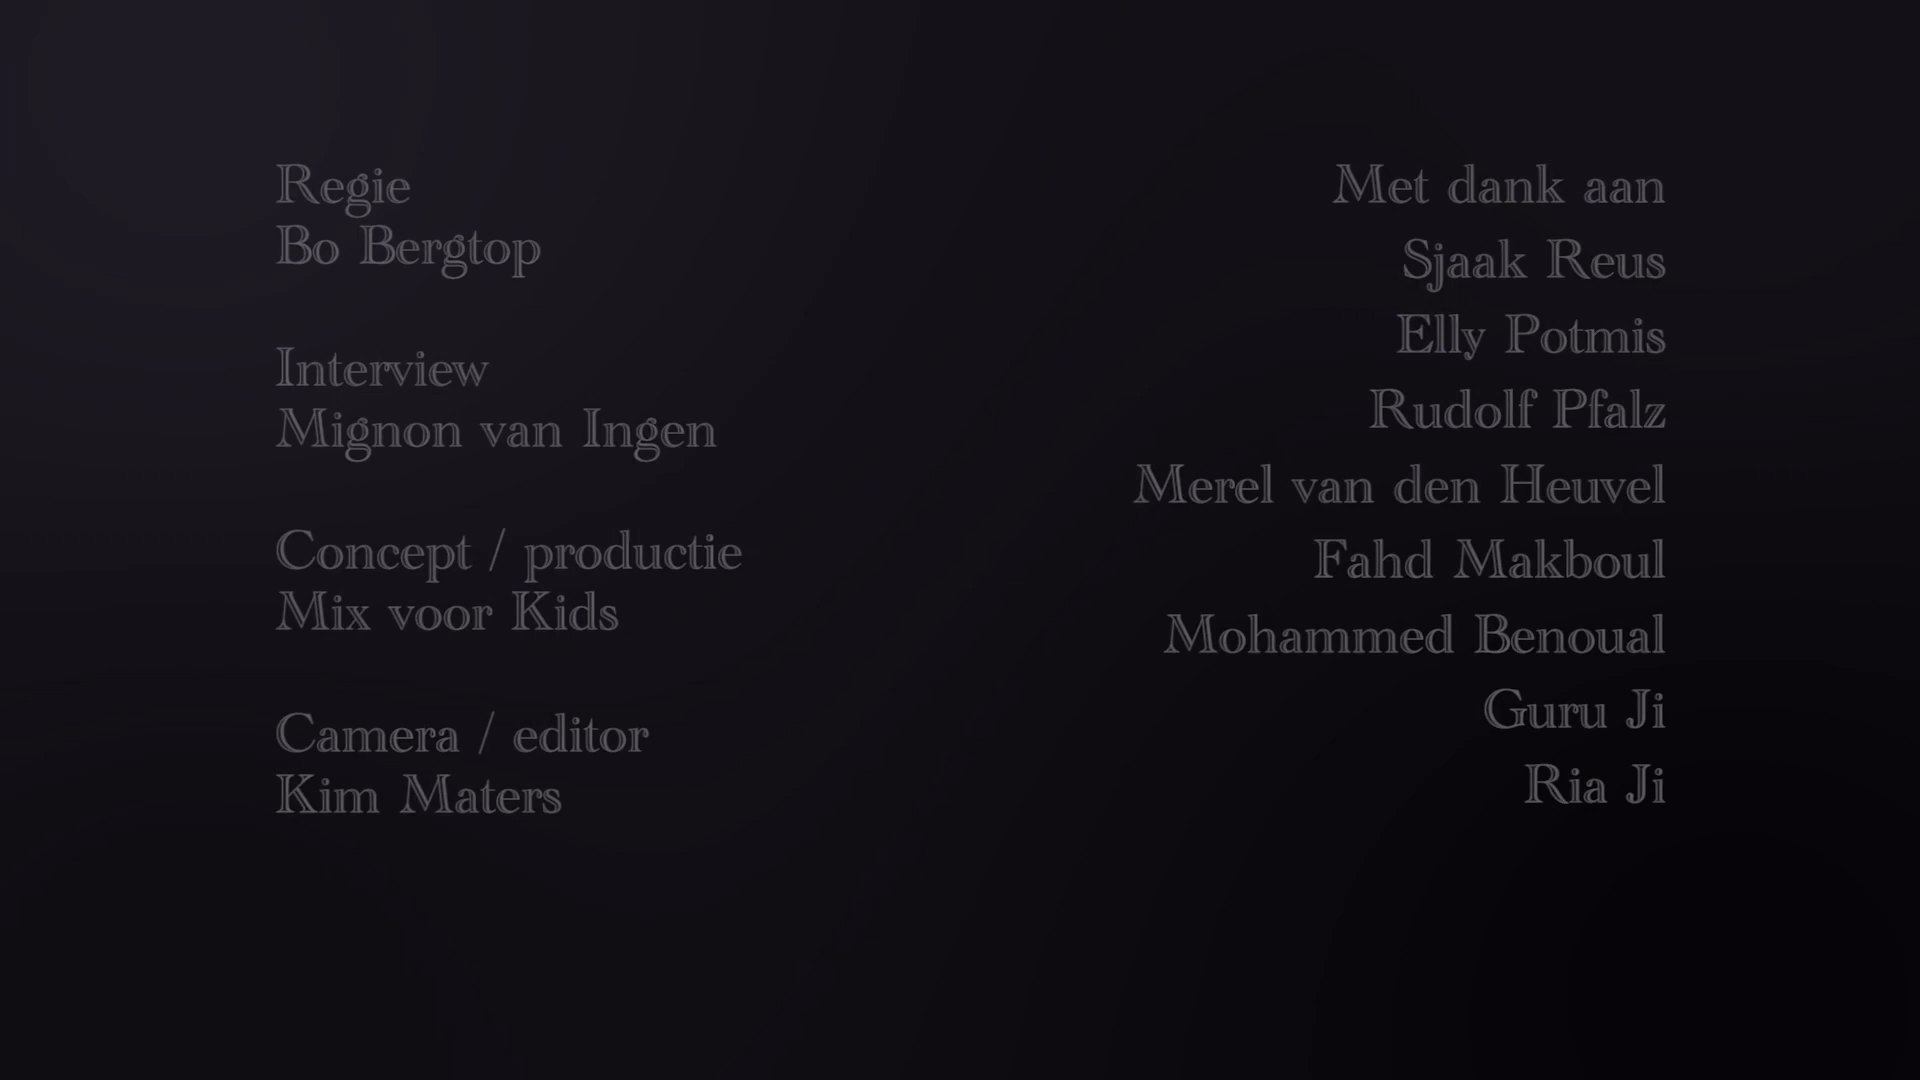 Regie
Bo Bergtop
Interview
Mignon van Ingen
Concept / productie
Mix voor Kids
Camera / editor
Kim Maters
Met dank aan
Sjaak Reus
Elly Potmis
Rudolf Pfalz
Merel van den Heuvel
Fahd Makboul
Mohammed Benoual
Guru Ji
Ria Ji